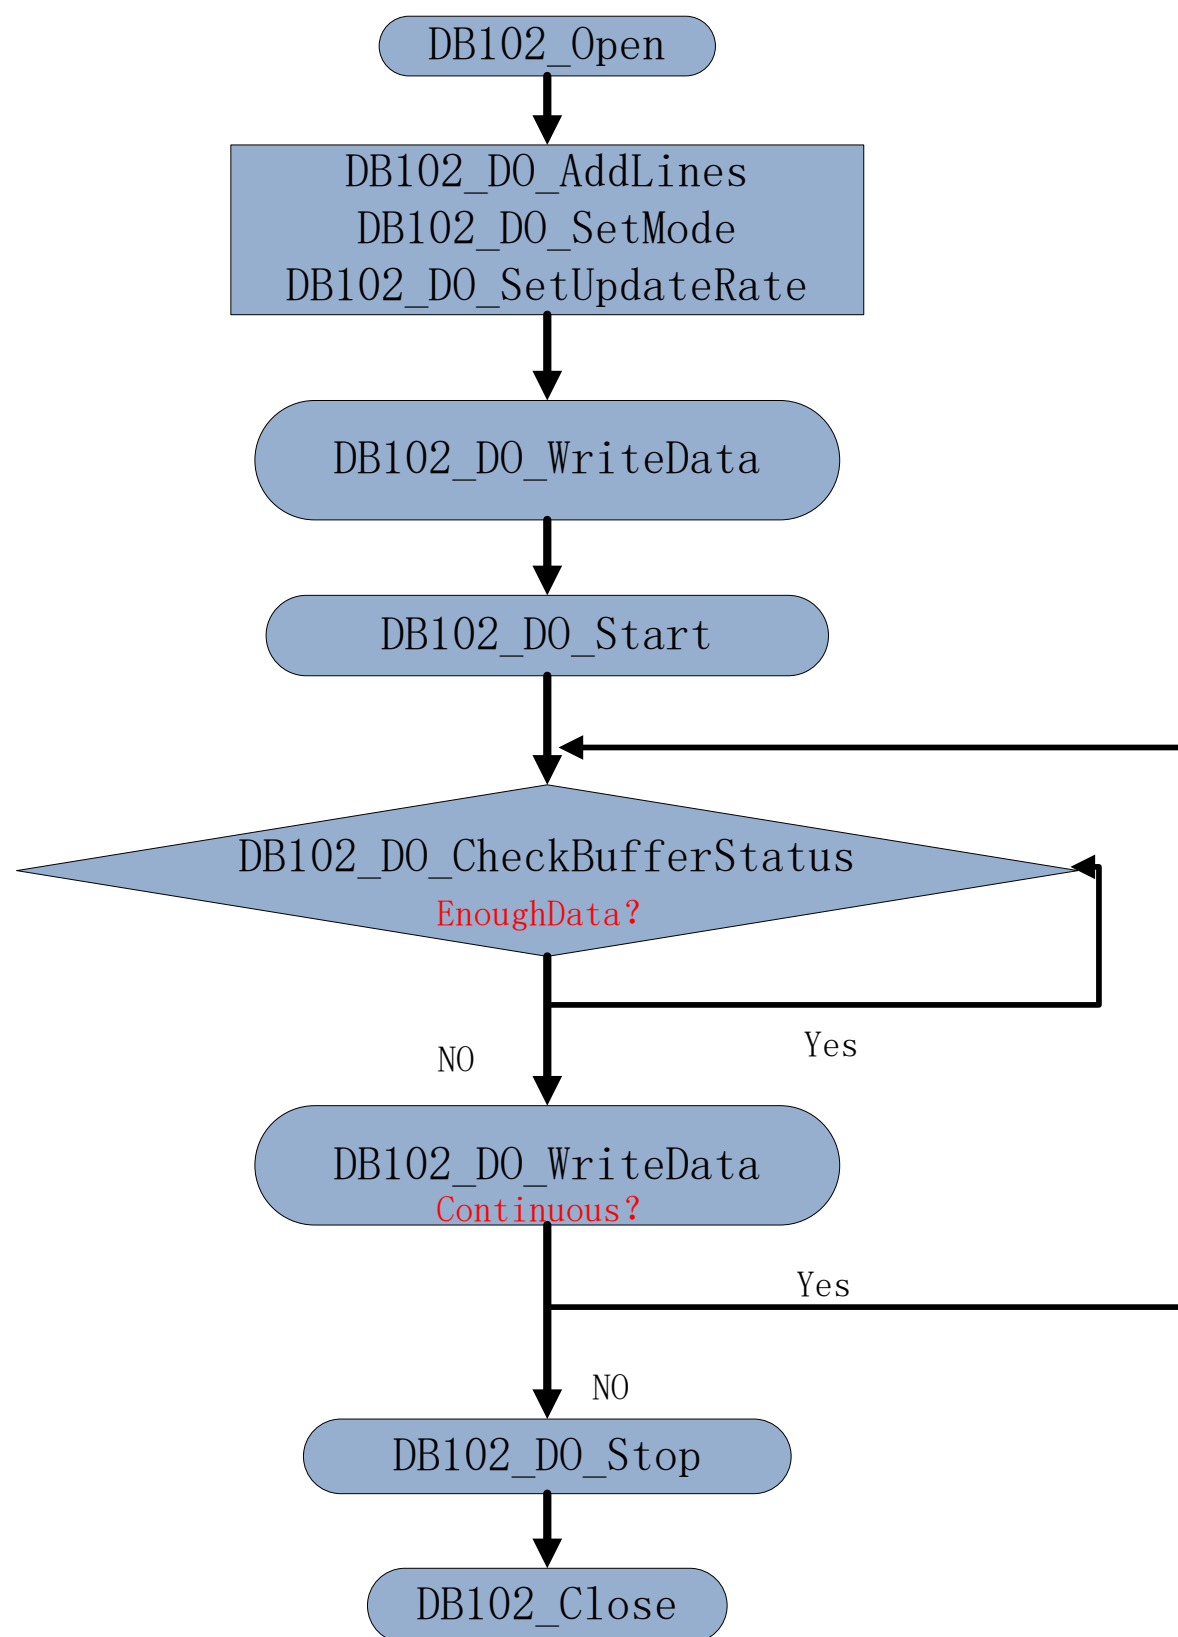 DB102_Open
DB102_DO_AddLines
DB102_DO_SetMode
DB102_DO_SetUpdateRate
DB102_DO_WriteData
DB102_DO_Start
DB102_DO_CheckBufferStatus
EnoughData?
Yes
NO
DB102_DO_WriteData
Continuous?
Yes
NO
DB102_DO_Stop
DB102_Close